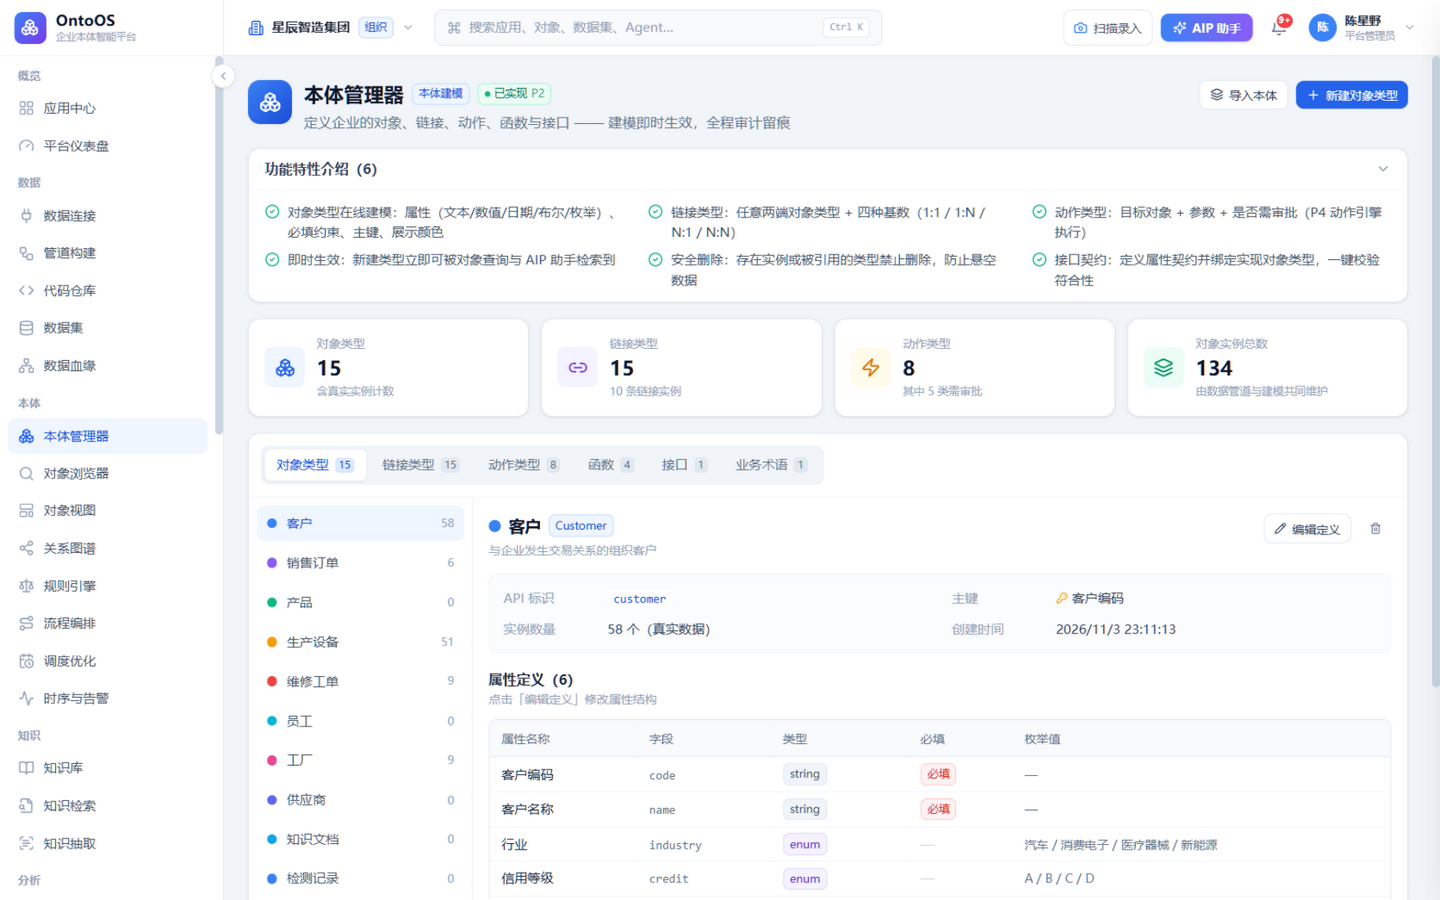 OntoOS
企业本体智能平台
星辰智造集团 组织
搜索应用、对象、数据集、Agent... Ctrl K
扫描录入
AIP 助手
9+
陈
陈星野
平台管理员
概览
应用中心
平台仪表盘
数据
数据连接
管道构建
代码仓库
数据集
数据血缘
本体
本体管理器
对象浏览器
对象视图
关系图谱
规则引擎
流程编排
调度优化
时序与告警
知识
知识库
知识检索
知识抽取
分析
本体管理器 本体建模 已实现 P2
定义企业的对象、链接、动作、函数与接口 —— 建模即时生效，全程审计留痕
导入本体
新建对象类型
功能特性介绍（6）
对象类型在线建模：属性（文本/数值/日期/布尔/枚举）、
必填约束、主键、展示颜色
链接类型：任意两端对象类型 + 四种基数（1:1 / 1:N /
N:1 / N:N）
动作类型：目标对象 + 参数 + 是否需审批（P4 动作引擎
执行）
即时生效：新建类型立即可被对象查询与 AIP 助手检索到
安全删除：存在实例或被引用的类型禁止删除，防止悬空
数据
接口契约：定义属性契约并绑定实现对象类型，一键校验
符合性
对象类型
15
含真实实例计数
链接类型
15
10 条链接实例
动作类型
8
其中 5 类需审批
对象实例总数
134
由数据管道与建模共同维护
对象类型 15 链接类型 15 动作类型 8 函数 4 接口 1 业务术语 1
客户 58
销售订单 6
产品 0
生产设备 51
维修工单 9
员工 0
工厂 9
供应商 0
知识文档 0
检测记录 0
客户 Customer
与企业发生交易关系的组织客户
编辑定义
API 标识 customer 主键 客户编码
实例数量 58 个（真实数据） 创建时间 2026/11/3 23:11:13
属性定义（6）
点击「编辑定义」修改属性结构
属性名称 字段 类型 必填 枚举值
客户编码 code string 必填 —
客户名称 name string 必填 —
行业 industry enum — 汽车 / 消费电子 / 医疗器械 / 新能源
信用等级 credit enum — A / B / C / D